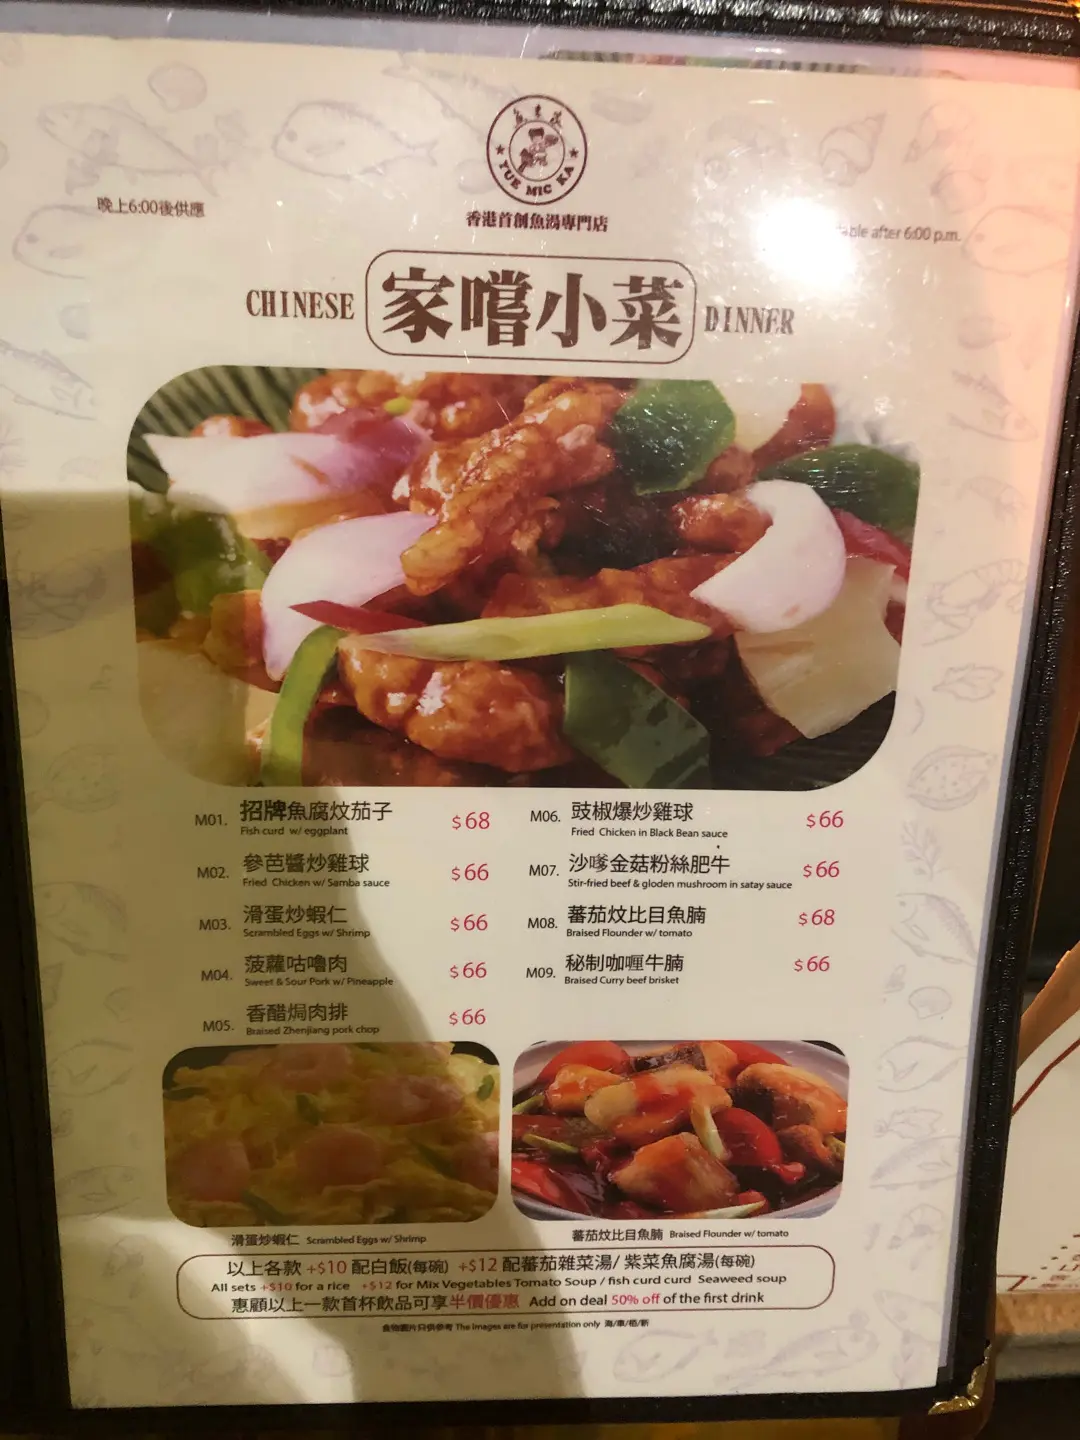 YUE MIC KA
香港首創魚湯專門店
晚上6:00後供應
after 6:00 p.m.
CHINESE 家嚐小菜 DINNER
M01. 招牌魚腐炆茄子 $68
Fish curd w/ eggplant
M02. 參芭醬炒雞球 $66
Fried Chicken w/ Samba sauce
M03. 滑蛋炒蝦仁 $66
Scrambled Eggs w/ Shrimp
M04. 菠蘿咕嚕肉 $66
Sweet & Sour Pork w/ Pineapple
M05. 香醋焗肉排 $66
Braised Zhenjiang pork chop
M06. 豉椒爆炒雞球 $66
Fried Chicken in Black Bean sauce
M07. 沙嗲金菇粉絲肥牛 $66
Stir-fried beef & gloden mushroom in satay sauce
M08. 蕃茄炆比目魚腩 $68
Braised Flounder w/ tomato
M09. 秘制咖喱牛腩 $66
Braised Curry beef brisket
滑蛋炒蝦仁 Scrambled Eggs w/ Shrimp
蕃茄炆比目魚腩 Braised Flounder w/ tomato
以上各款 +$10 配白飯(每碗) +$12 配蕃茄雜菜湯/ 紫菜魚腐湯(每碗)
All sets +$10 for a rice +$12 for Mix Vegetables Tomato Soup / fish curd curd Seaweed soup
惠顧以上一款首杯飲品可享半價優惠 Add on deal 50% off of the first drink
食物圖片只供參考 The images are for presentation only